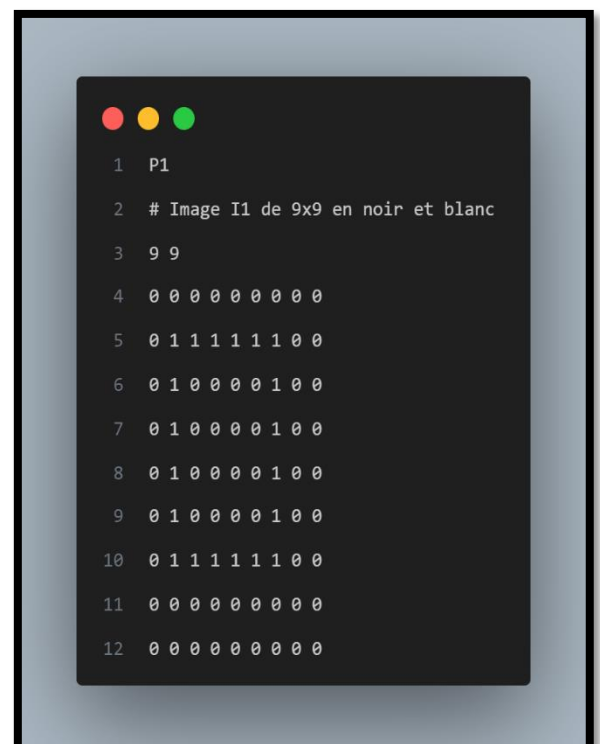 1 P1
2 # Image I1 de 9x9 en noir et blanc
3 9 9
4 0 0 0 0 0 0 0 0 0
5 0 1 1 1 1 1 1 0 0
6 0 1 0 0 0 0 1 0 0
7 0 1 0 0 0 0 1 0 0
8 0 1 0 0 0 0 1 0 0
9 0 1 0 0 0 0 1 0 0
10 0 1 1 1 1 1 1 0 0
11 0 0 0 0 0 0 0 0 0
12 0 0 0 0 0 0 0 0 0